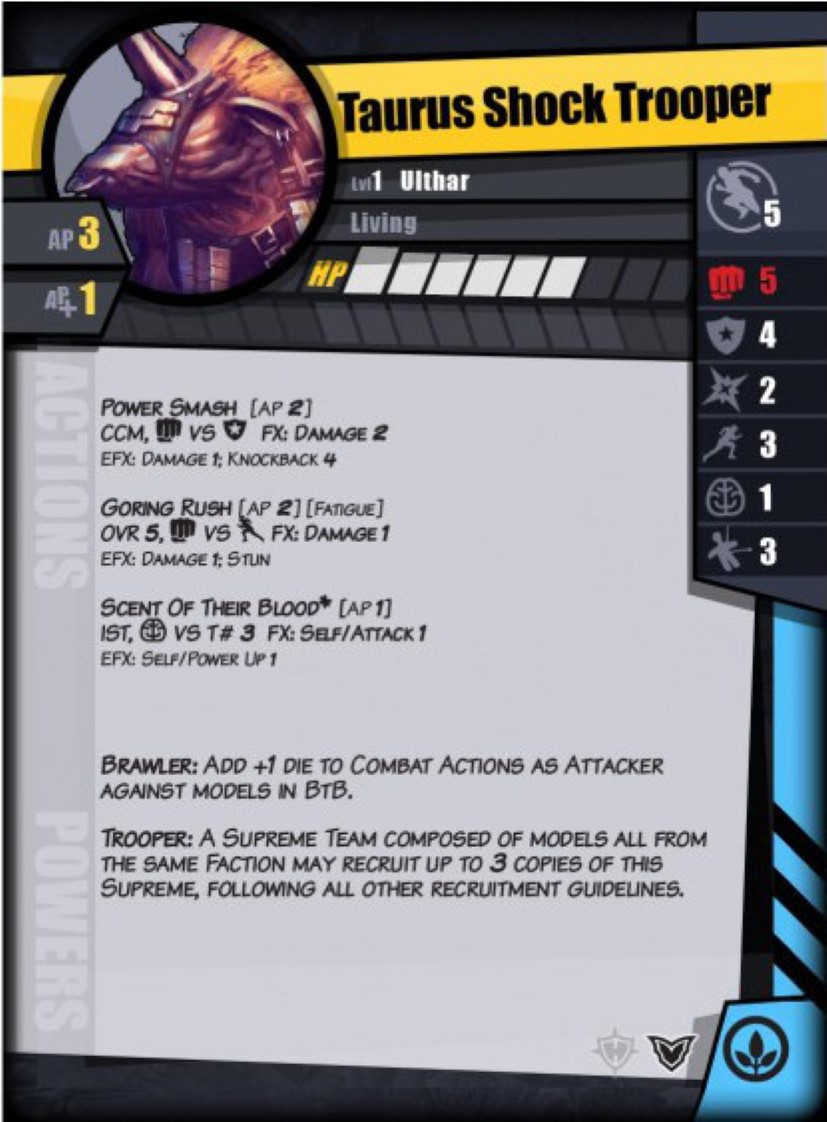 Taurus Shock Trooper
Lvl 1 Ulthar
Living
AP 3
AP+ 1
HP
5
5
4
2
3
1
3
ACTIONS
POWER SMASH [AP 2]
CCM, VS FX: DAMAGE 2
EFX: DAMAGE 1; KNOCKBACK 4
GORING RUSH [AP 2] [FATIGUE]
OVR 5, VS FX: DAMAGE 1
EFX: DAMAGE 1; STUN
SCENT OF THEIR BLOOD* [AP 1]
IST, VS T# 3 FX: SELF/ATTACK 1
EFX: SELF/POWER UP 1
POWERS
BRAWLER: ADD +1 DIE TO COMBAT ACTIONS AS ATTACKER
AGAINST MODELS IN BTB.
TROOPER: A SUPREME TEAM COMPOSED OF MODELS ALL FROM
THE SAME FACTION MAY RECRUIT UP TO 3 COPIES OF THIS
SUPREME, FOLLOWING ALL OTHER RECRUITMENT GUIDELINES.